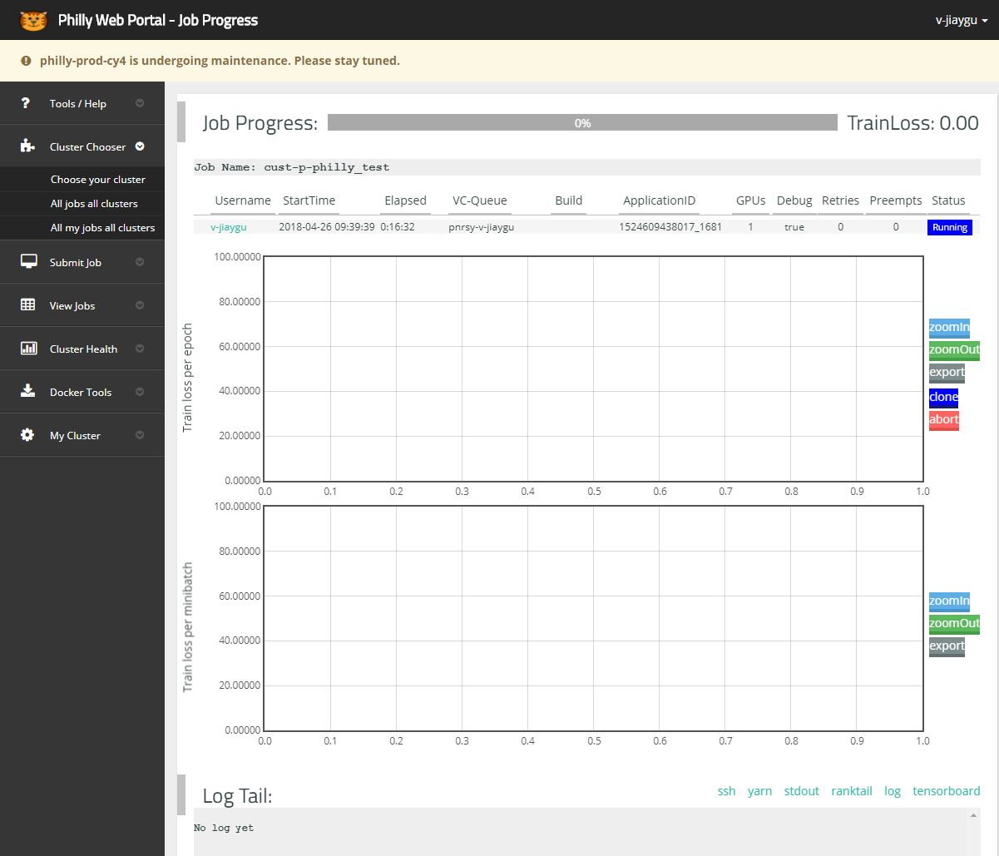 Philly Web Portal - Job Progress
v-jiaygu
philly-prod-cy4 is undergoing maintenance. Please stay tuned.
Tools / Help
Cluster Chooser
Choose your cluster
All jobs all clusters
All my jobs all clusters
Submit Job
View Jobs
Cluster Health
Docker Tools
My Cluster
Job Progress: 0% TrainLoss: 0.00
Job Name: cust-p-philly_test
Username StartTime Elapsed VC-Queue Build ApplicationID GPUs Debug Retries Preempts Status
v-jiaygu 2018-04-26 09:39:39 0:16:32 pnrsy-v-jiaygu 1524609438017_1681 1 true 0 0 Running
Train loss per epoch
100.00000
80.00000
60.00000
40.00000
20.00000
0.00000
0.0 0.1 0.2 0.3 0.4 0.5 0.6 0.7 0.8 0.9 1.0
zoomIn
zoomOut
export
clone
abort
Train loss per minibatch
100.00000
80.00000
60.00000
40.00000
20.00000
0.00000
0.0 0.1 0.2 0.3 0.4 0.5 0.6 0.7 0.8 0.9 1.0
zoomIn
zoomOut
export
Log Tail:
ssh yarn stdout ranktail log tensorboard
No log yet